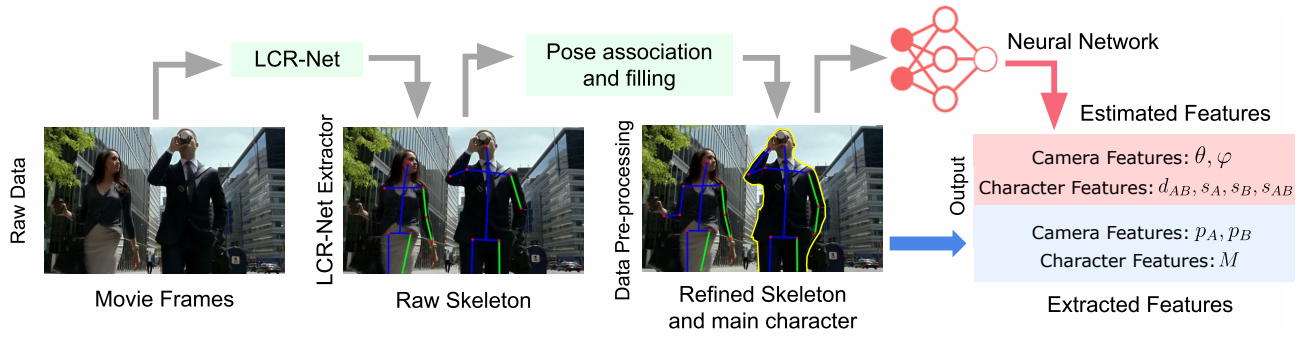 LCR-Net
Pose association
and filling
Neural Network
Raw Data
Movie Frames
LCR-Net Extractor
Raw Skeleton
Data Pre-processing
Refined Skeleton
and main character
Output
Estimated Features
Camera Features: θ, φ
Character Features: d_AB, s_A, s_B, s_AB
Camera Features: p_A, p_B
Character Features: M
Extracted Features